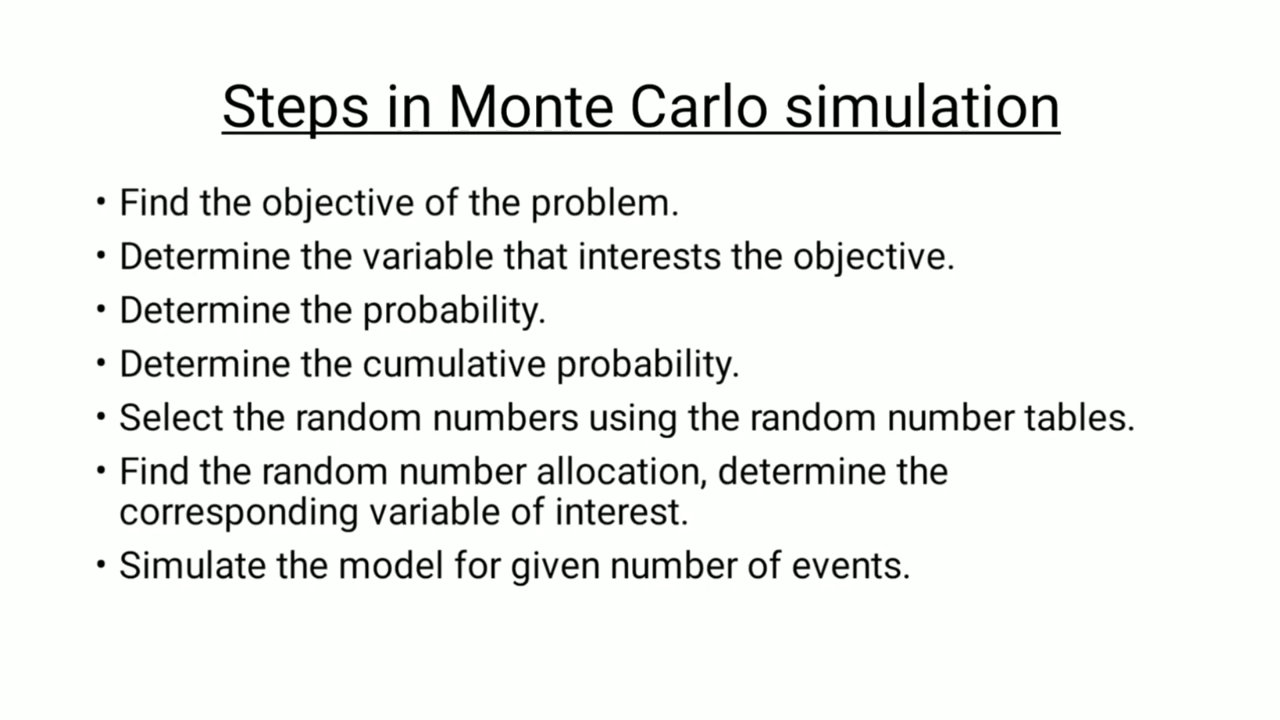 Steps in Monte Carlo simulation
• Find the objective of the problem.
• Determine the variable that interests the objective.
• Determine the probability.
• Determine the cumulative probability.
• Select the random numbers using the random number tables.
• Find the random number allocation, determine the
corresponding variable of interest.
• Simulate the model for given number of events.